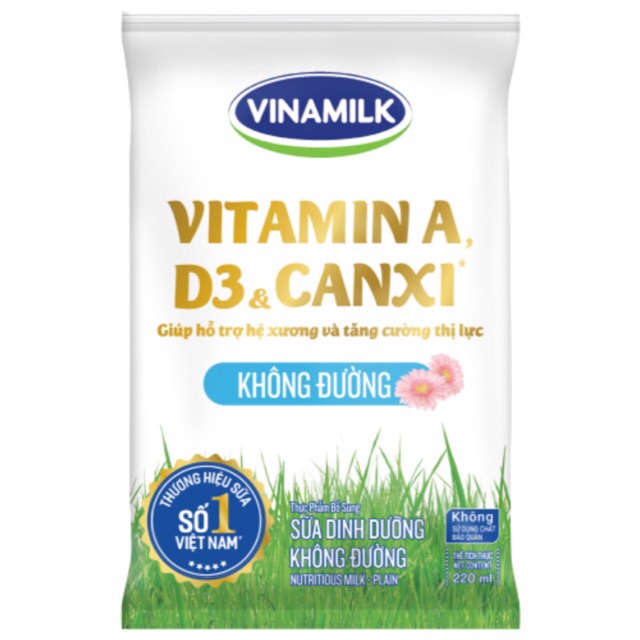 VINAMILK
VITAMIN A,
D3 & CANXI*
Giúp hỗ trợ hệ xương và tăng cường thị lực
KHÔNG ĐƯỜNG
THƯƠNG HIỆU SỮA
SỐ 1
VIỆT NAM*
Thực Phẩm Bổ Sung
SỮA DINH DƯỠNG
KHÔNG ĐƯỜNG
NUTRITIOUS MILK - PLAIN
Không
SỬ DỤNG CHẤT
BẢO QUẢN
THỂ TÍCH THỰC
NET CONTENT
220 ml